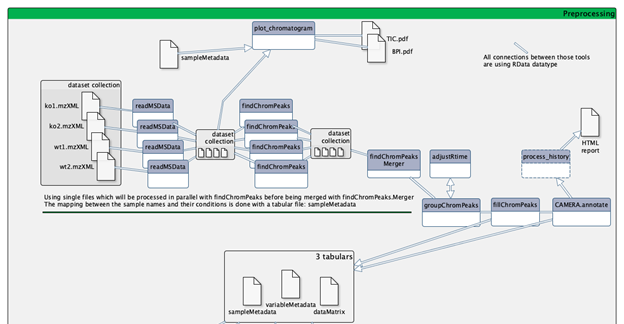 Preprocessing
plot_chromatogram
TIC.pdf
BPI.pdf
sampleMetadata
All connections between those tools
are using RData datatype
dataset collection
ko1.mzXML
ko2.mzXML
wt1.mzXML
wt2.mzXML
readMSData
readMSData
readMSData
readMSData
dataset
collection
findChromPeaks
findChromPeaks
findChromPeaks
findChromPeaks
dataset
collection
findChromPeaks
Merger
adjustRtime
process_history
HTML
report
groupChromPeaks
fillChromPeaks
CAMERA.annotate
Using single files which will be processed in parallel with findChromPeaks before being merged with findChromPeaks.Merger
The mapping between the sample names and their conditions is done with a tabular file: sampleMetadata
3 tabulars
sampleMetadata
variableMetadata
dataMatrix